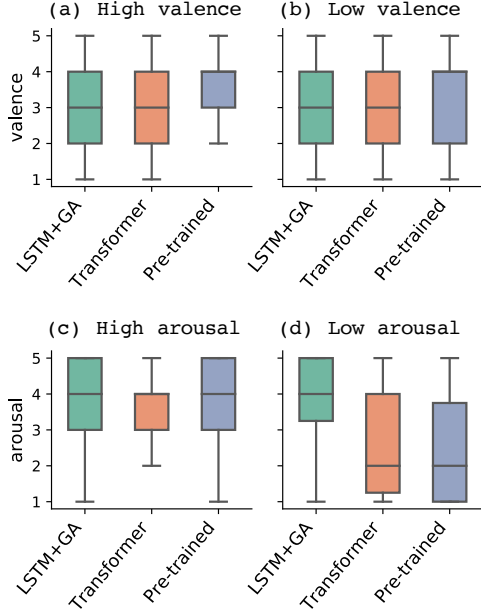 (a) High valence
(b) Low valence
valence
5
4
3
2
1
LSTM+GA
Transformer
Pre-trained
LSTM+GA
Transformer
Pre-trained
(c) High arousal
(d) Low arousal
arousal
5
4
3
2
1
LSTM+GA
Transformer
Pre-trained
LSTM+GA
Transformer
Pre-trained